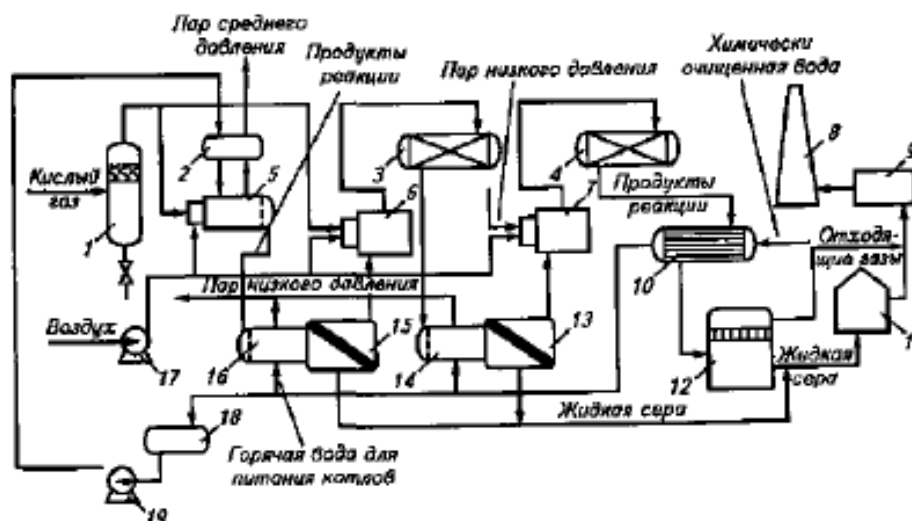 Пар среднего
давления
Продукты
реакции
Пар низкого давления
Химически
очищенная вода
Кислый
газ
1
2
5
3
6
4
7
8
9
Продукты
реакции
Отходя-
щие газы
10
Пар низкого давления
Воздух
17
16
15
14
13
12
1
Жидкая
сера
Жидкая сера
18
Горячая вода для
питания котлов
19